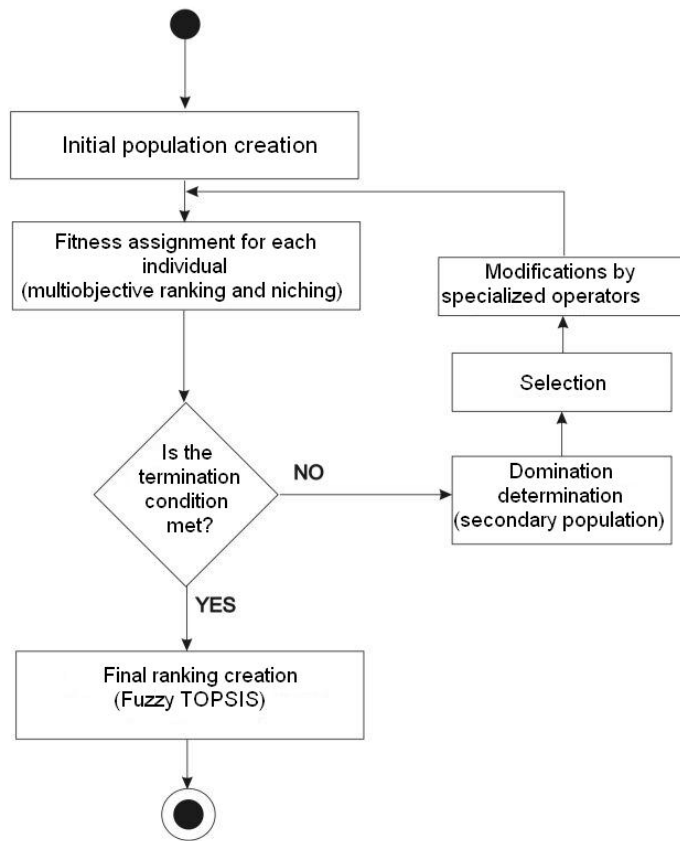 Initial population creation
Fitness assignment for each
individual
(multiobjective ranking and niching)
Modifications by
specialized operators
Selection
Is the
termination
condition
met?
NO
Domination
determination
(secondary population)
YES
Final ranking creation
(Fuzzy TOPSIS)